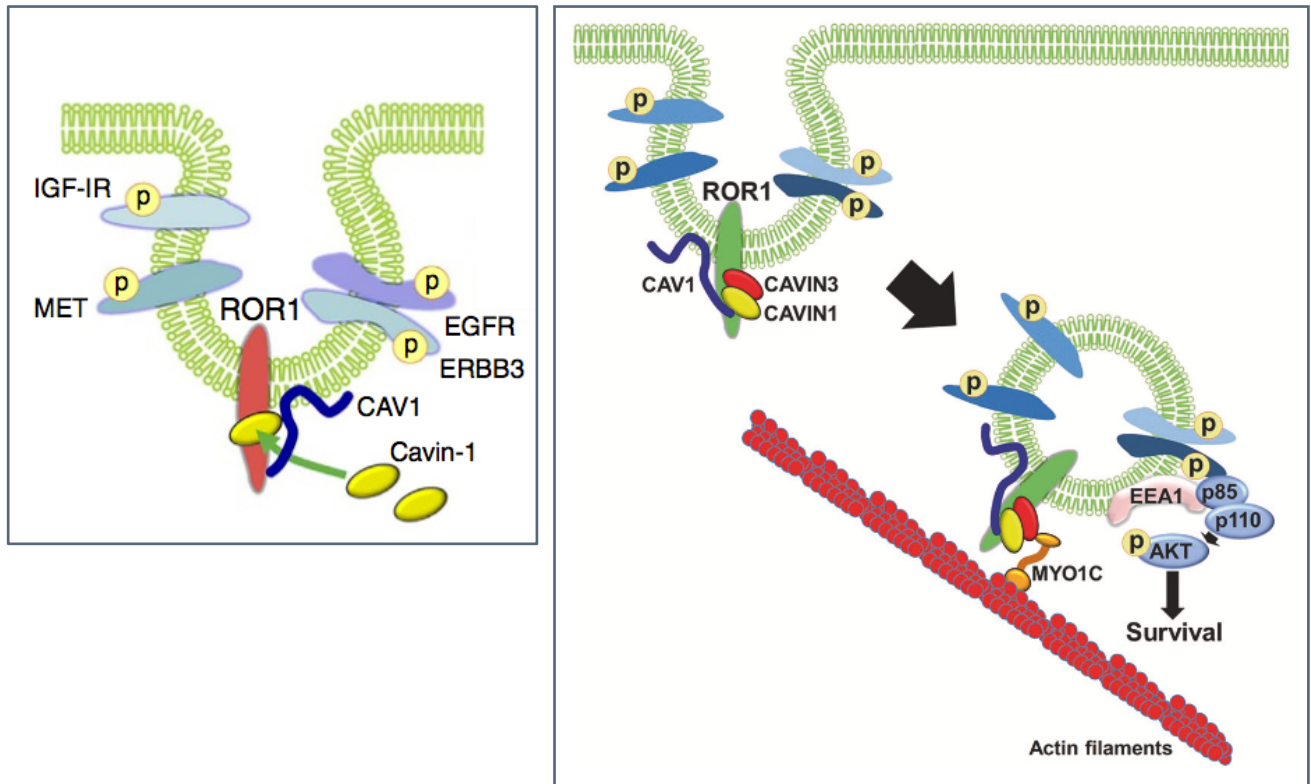 IGF-IR
p
MET
p
ROR1
p
EGFR
p
ERBB3
CAV1
Cavin-1
p
p
ROR1
p
p
CAV1
CAVIN3
CAVIN1
p
p
p
p
EEA1
p85
p110
p
AKT
MYO1C
Survival
Actin filaments